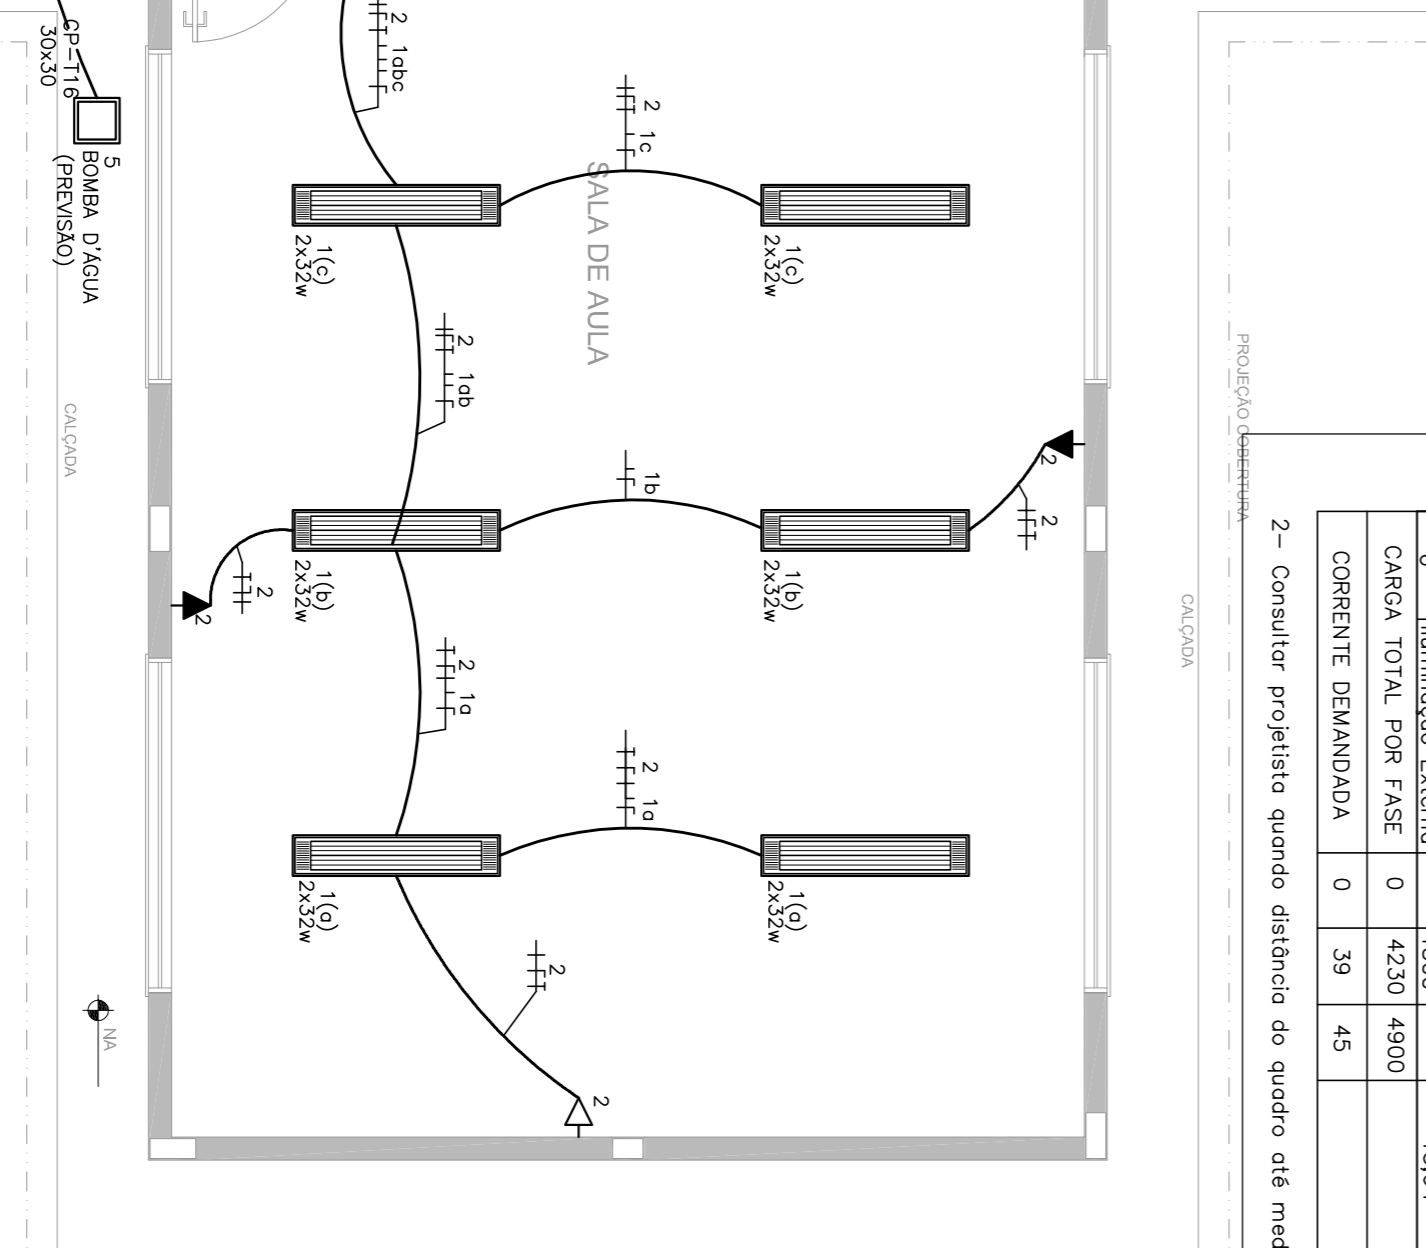 CP-T16
30x30
5
BOMBA D'ÁGUA
(PREVISÃO)
CALÇADA
NA
2 1abc
2 1c
SALA DE AULA
1(c)
2x32w
1(c)
2x32w
2 1ab
1b
2
2
1(b)
2x32w
1(b)
2x32w
2
2
2 1a
2 1a
1(a)
2x32w
1(a)
2x32w
2
2
PROJEÇÃO COBERTURA
CALÇADA
CARGA TOTAL POR FASE 0 4230 4900
CORRENTE DEMANDADA 0 39 45
2- Consultar projetista quando distância do quadro até med